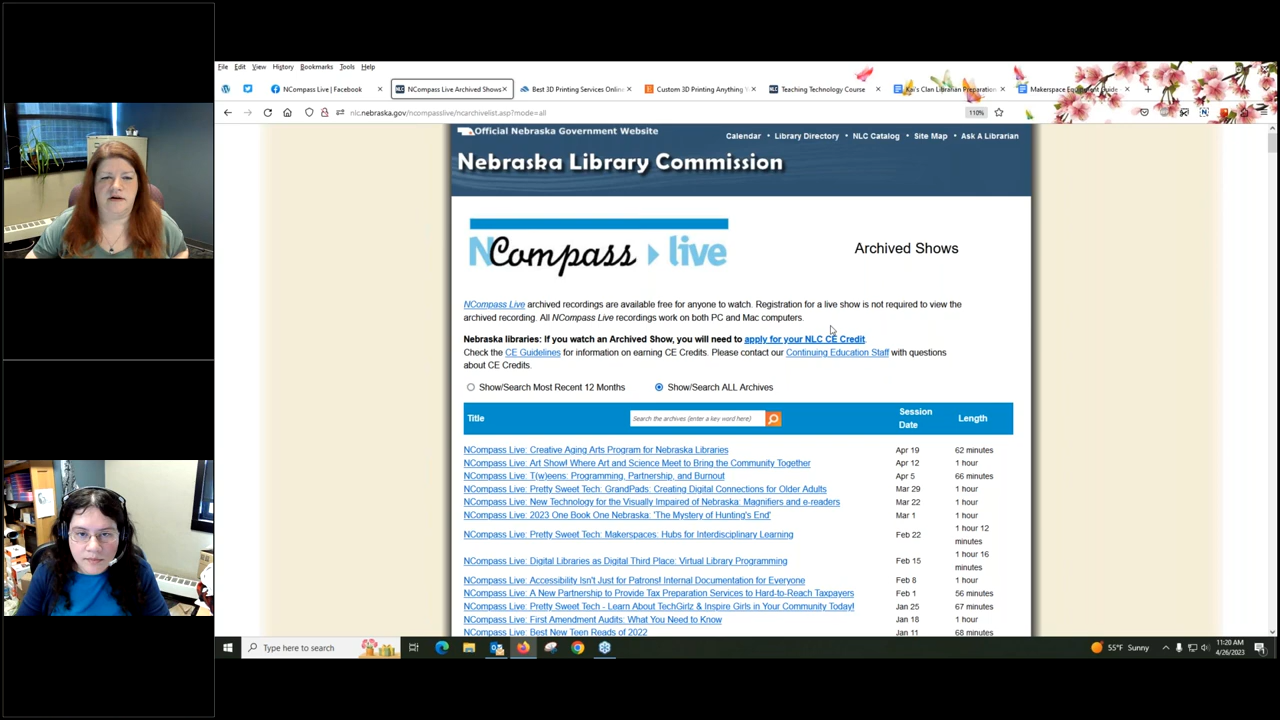 File Edit View History Bookmarks Tools Help
NCompass Live | Facebook × NCompass Live Archived Shows × Best 3D Printing Services Online × Custom 3D Printing Anything × Teaching Technology Course × Kai's Clan Librarian Preparation × Makerspace Equipment Guide × +
nlc.nebraska.gov/ncompasslive/ncarchivelist.asp?mode=all 110%
Official Nebraska Government Website
Calendar • Library Directory • NLC Catalog • Site Map • Ask A Librarian
Nebraska Library Commission
NCompass live
Archived Shows
NCompass Live archived recordings are available free for anyone to watch. Registration for a live show is not required to view the
archived recording. All NCompass Live recordings work on both PC and Mac computers.
Nebraska libraries: If you watch an Archived Show, you will need to apply for your NLC CE Credit.
Check the CE Guidelines for information on earning CE Credits. Please contact our Continuing Education Staff with questions
about CE Credits.
Show/Search Most Recent 12 Months Show/Search ALL Archives
Title Search the archives (enter a key word here) Session Date Length
NCompass Live: Creative Aging Arts Program for Nebraska Libraries Apr 19 62 minutes
NCompass Live: Art Show! Where Art and Science Meet to Bring the Community Together Apr 12 1 hour
NCompass Live: T(w)eens: Programming, Partnership, and Burnout Apr 5 66 minutes
NCompass Live: Pretty Sweet Tech: GrandPads: Creating Digital Connections for Older Adults Mar 29 1 hour
NCompass Live: New Technology for the Visually Impaired of Nebraska: Magnifiers and e-readers Mar 22 1 hour
NCompass Live: 2023 One Book One Nebraska: 'The Mystery of Hunting's End' Mar 1 1 hour
NCompass Live: Pretty Sweet Tech: Makerspaces: Hubs for Interdisciplinary Learning Feb 22 1 hour 12 minutes
NCompass Live: Digital Libraries as Digital Third Place: Virtual Library Programming Feb 15 1 hour 16 minutes
NCompass Live: Accessibility Isn't Just for Patrons! Internal Documentation for Everyone Feb 8 1 hour
NCompass Live: A New Partnership to Provide Tax Preparation Services to Hard-to-Reach Taxpayers Feb 1 56 minutes
NCompass Live: Pretty Sweet Tech - Learn About TechGirlz & Inspire Girls in Your Community Today! Jan 25 67 minutes
NCompass Live: First Amendment Audits: What You Need to Know Jan 18 1 hour
NCompass Live: Best New Teen Reads of 2022 Jan 11 68 minutes
Type here to search 55°F Sunny 11:20 AM
4/26/2023